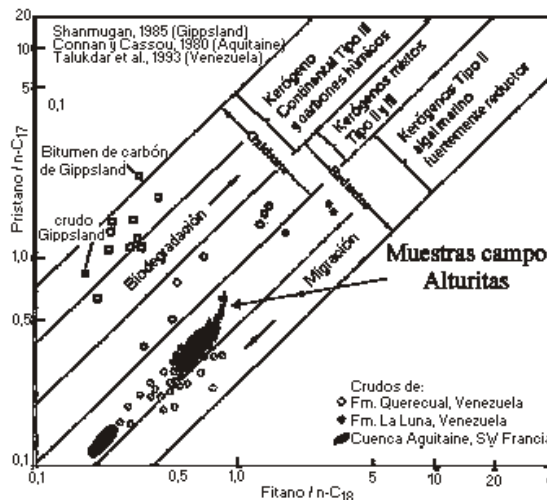 20
10
5
0,1
1,0
0,5
0,1
Prístano / n-C17
Shanmugan, 1985 (Gippsland)
Connan y Cassou, 1980 (Aquitaine)
Talukdar et al., 1993 (Venezuela)
Kerógeno
Continental Tipo III
y carbones húmicos
Kerógenos mixtos
Tipo II y III
Kerógenos Tipo II
algal marino
fuertemente reductor
Bitumen de carbón
de Gippsland
crudo
Gippsland
Biodegradación
Migración
Muestras campo
Alturitas
Crudos de:
Fm. Querecual, Venezuela
Fm. La Luna, Venezuela
Cuenca Aquitaine, SW Francia
0,1
0,5
1,0
5
10
20
Fitano / n-C18